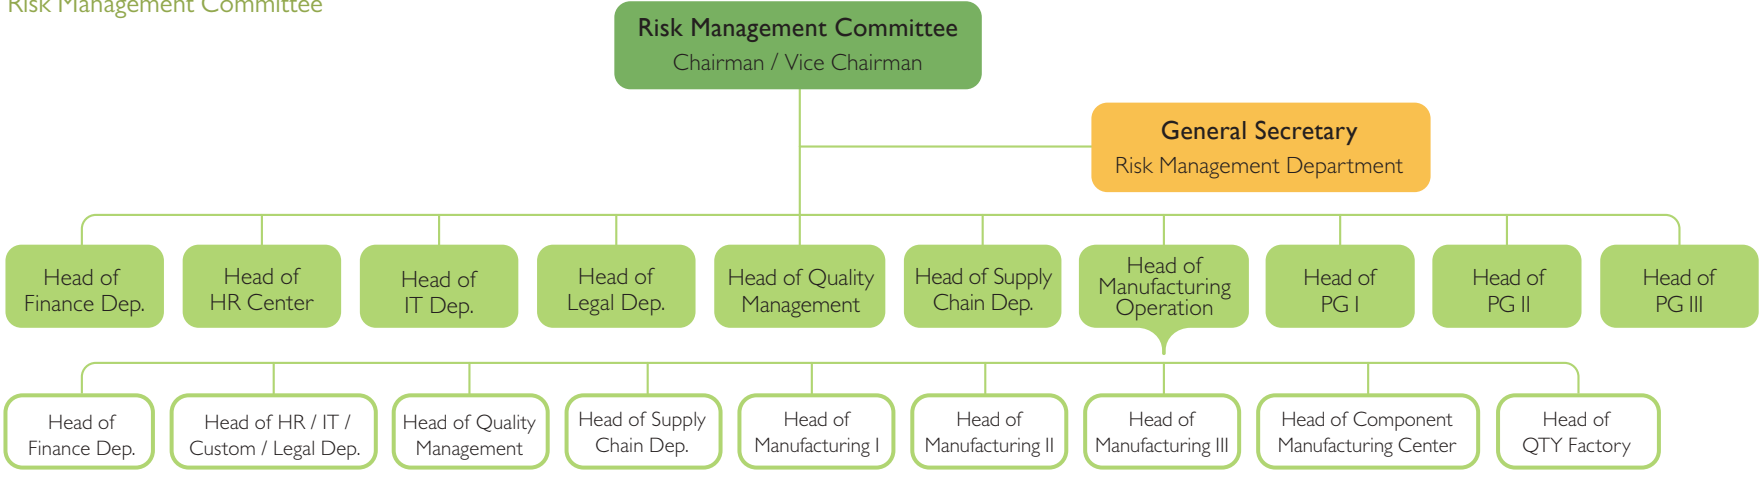 Risk Management Committee
Risk Management Committee
Chairman / Vice Chairman
General Secretary
Risk Management Department
Head of
Finance Dep.
Head of
HR Center
Head of
IT Dep.
Head of
Legal Dep.
Head of Quality
Management
Head of Supply
Chain Dep.
Head of
Manufacturing
Operation
Head of
PG I
Head of
PG II
Head of
PG III
Head of
Finance Dep.
Head of HR / IT /
Custom / Legal Dep.
Head of Quality
Management
Head of Supply
Chain Dep.
Head of
Manufacturing I
Head of
Manufacturing II
Head of
Manufacturing III
Head of Component
Manufacturing Center
Head of
QTY Factory